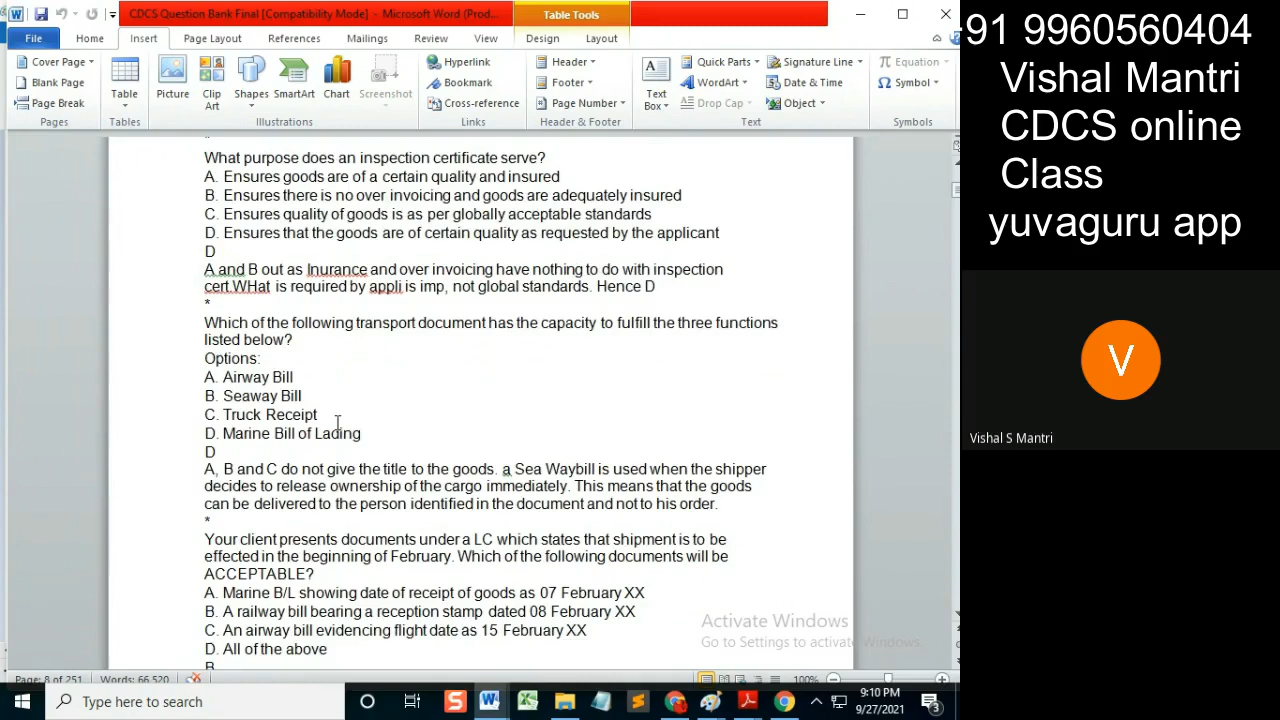 CDCS Question Bank Final [Compatibility Mode] - Microsoft Word (Prod...
Table Tools
File Home Insert Page Layout References Mailings Review View Design Layout
Cover Page
Blank Page
Page Break
Pages
Table
Tables
Picture
Clip Art
Shapes
SmartArt
Chart
Screenshot
Illustrations
Hyperlink
Bookmark
Cross-reference
Links
Header
Footer
Page Number
Header & Footer
Text Box
Quick Parts
WordArt
Drop Cap
Signature Line
Date & Time
Object
Text
Equation
Symbol
Symbols
What purpose does an inspection certificate serve?
A. Ensures goods are of a certain quality and insured
B. Ensures there is no over invoicing and goods are adequately insured
C. Ensures quality of goods is as per globally acceptable standards
D. Ensures that the goods are of certain quality as requested by the applicant
D
A and B out as Inurance and over invoicing have nothing to do with inspection
cert WHat is required by appli is imp, not global standards. Hence D
*
Which of the following transport document has the capacity to fulfill the three functions
listed below?
Options:
A. Airway Bill
B. Seaway Bill
C. Truck Receipt
D. Marine Bill of Lading
D
A, B and C do not give the title to the goods. a Sea Waybill is used when the shipper
decides to release ownership of the cargo immediately. This means that the goods
can be delivered to the person identified in the document and not to his order.
*
Your client presents documents under a LC which states that shipment is to be
effected in the beginning of February. Which of the following documents will be
ACCEPTABLE?
A. Marine B/L showing date of receipt of goods as 07 February XX
B. A railway bill bearing a reception stamp dated 08 February XX
C. An airway bill evidencing flight date as 15 February XX
D. All of the above
B
Activate Windows
Go to Settings to activate Windows.
Page: 8 of 251 Words: 66,520 100%
Type here to search
9:10 PM
9/27/2021
3
91 9960560404
Vishal Mantri
CDCS online
Class
yuvaguru app
V
Vishal S Mantri